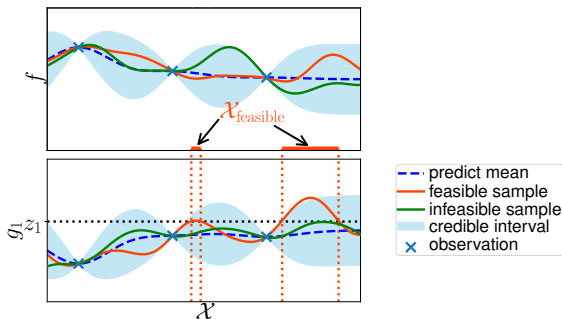 f
𝒳feasible
g₁
z₁
𝒳
predict mean
feasible sample
infeasible sample
credible interval
observation